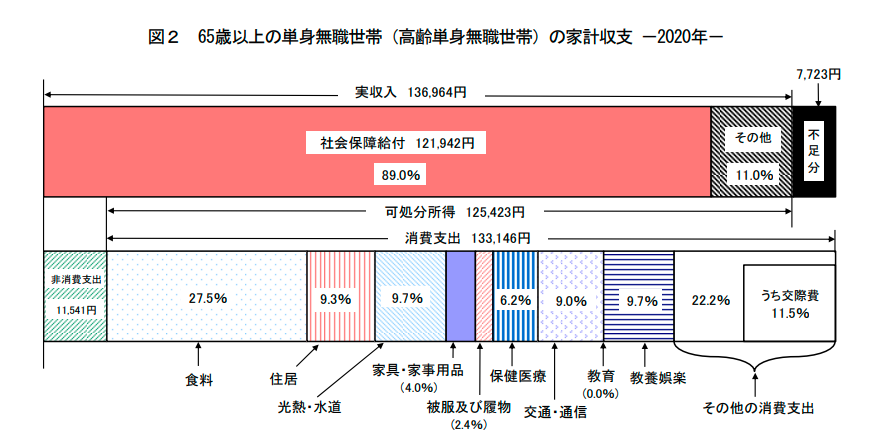 図2 65歳以上の単身無職世帯（高齢単身無職世帯）の家計収支 －2020年－
7,723円
実収入 136,964円
社会保障給付 121,942円
89.0%
その他
11.0%
不足分
可処分所得 125,423円
消費支出 133,146円
非消費支出
11,541円
27.5%
9.3%
9.7%
6.2%
9.0%
9.7%
22.2%
うち交際費
11.5%
食料
住居
光熱・水道
家具・家事用品
(4.0%)
被服及び履物
(2.4%)
保健医療
交通・通信
教育
(0.0%)
教養娯楽
その他の消費支出